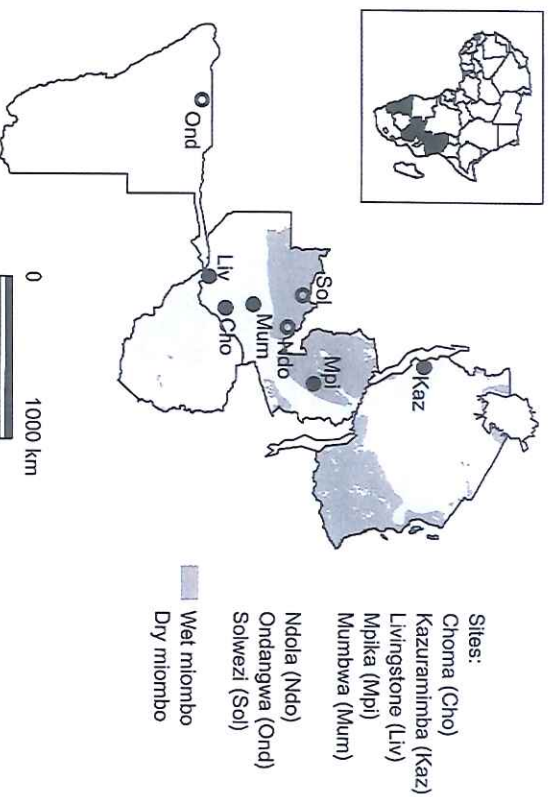 Ond
Liv
Cho
Mum
Sol
Ndo
Mpi
Kaz
0
1000 km
Sites:
Choma (Cho)
Kazuramimba (Kaz)
Livingstone (Liv)
Mpika (Mpi)
Mumbwa (Mum)
Ndola (Ndo)
Ondangwa (Ond)
Solwezi (Sol)
Wet miombo
Dry miombo